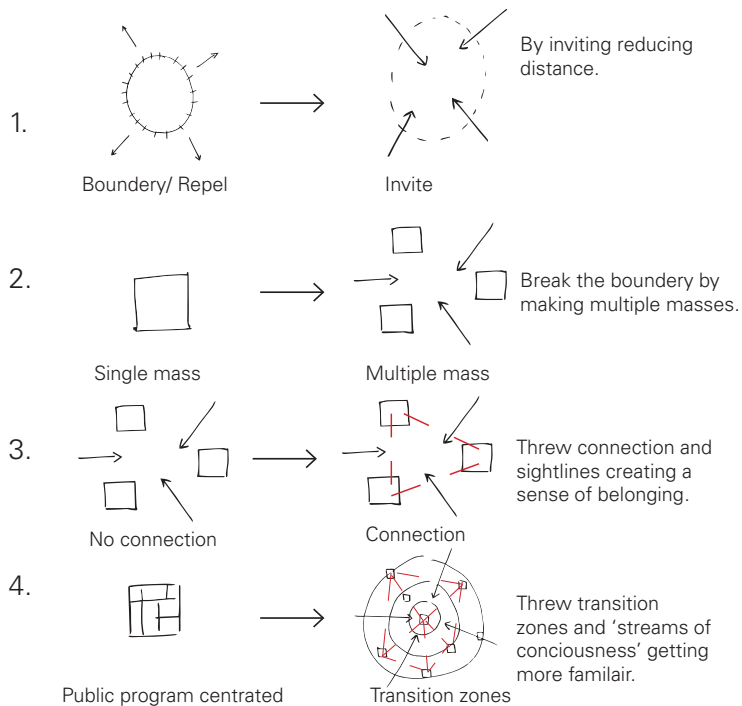 1.
Boundery/ Repel
Invite
By inviting reducing
distance.
2.
Single mass
Multiple mass
Break the boundery by
making multiple masses.
3.
No connection
Connection
Threw connection and
sightlines creating a
sense of belonging.
4.
Public program centrated
Transition zones
Threw transition
zones and ‘streams of
conciousness’ getting
more familair.